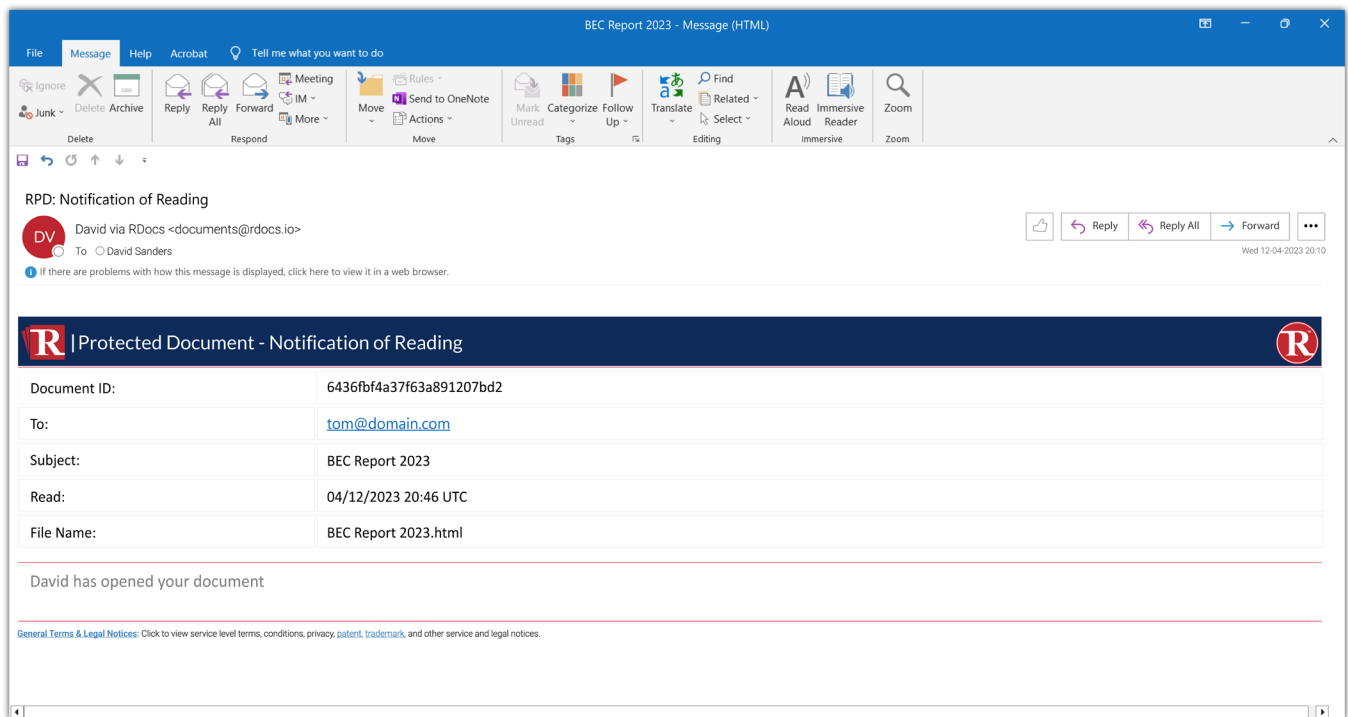 BEC Report 2023 - Message (HTML)
File Message Help Acrobat Tell me what you want to do
Ignore
Junk
Delete
Archive
Delete
Reply
Reply All
Forward
Meeting
IM
More
Respond
Move
Rules
Send to OneNote
Actions
Move
Mark Unread
Categorize
Follow Up
Tags
Translate
Find
Related
Select
Editing
Read Aloud
Immersive Reader
Immersive
Zoom
Zoom
RPD: Notification of Reading
DV
David via RDocs <documents@rdocs.io>
To David Sanders
Reply Reply All Forward
Wed 12-04-2023 20:10
If there are problems with how this message is displayed, click here to view it in a web browser.
R |Protected Document - Notification of Reading R
Document ID: 6436fbf4a37f63a891207bd2
To: tom@domain.com
Subject: BEC Report 2023
Read: 04/12/2023 20:46 UTC
File Name: BEC Report 2023.html
David has opened your document
General Terms & Legal Notices: Click to view service level terms, conditions, privacy, patent, trademark, and other service and legal notices.